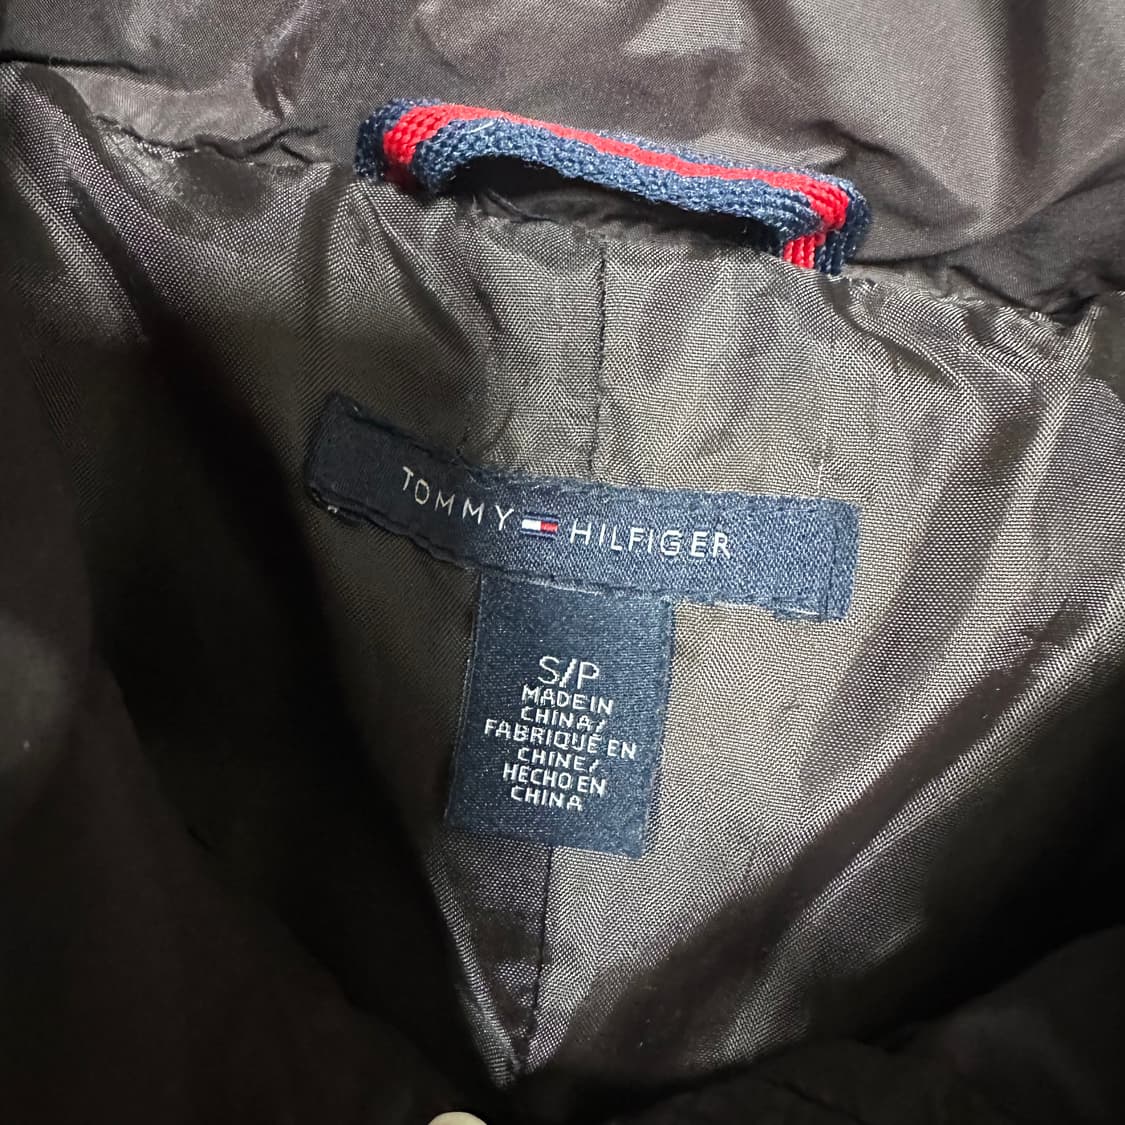 TOMMY HILFIGER
S/P
MADE IN
CHINA/
FABRIQUÉ EN
CHINE/
HECHO EN
CHINA